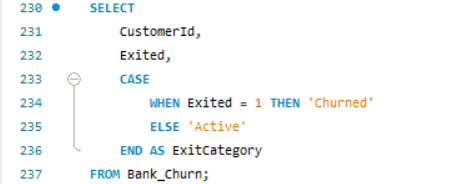 230 SELECT
231 CustomerId,
232 Exited,
233 CASE
234 WHEN Exited = 1 THEN 'Churned'
235 ELSE 'Active'
236 END AS ExitCategory
237 FROM Bank_Churn;